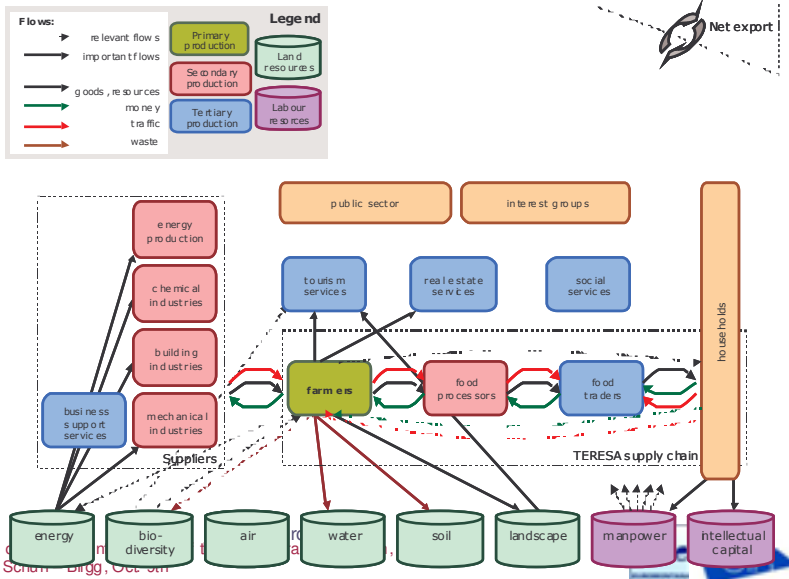 Flows:
Legend
relevant flows
important flows
goods, resources
money
traffic
waste
Primary
production
Secondary
production
Tertiary
production
Land
resources
Labour
resorces
Net export
public sector
interest groups
energy
production
chemical
industries
building
industries
mechanical
industries
business
support
services
Suppliers
tourism
services
real estate
services
social
services
farmers
food
processors
food
traders
households
TERESA supply chain
energy
bio-
diversity
air
water
soil
landscape
manpower
intellectual
capital